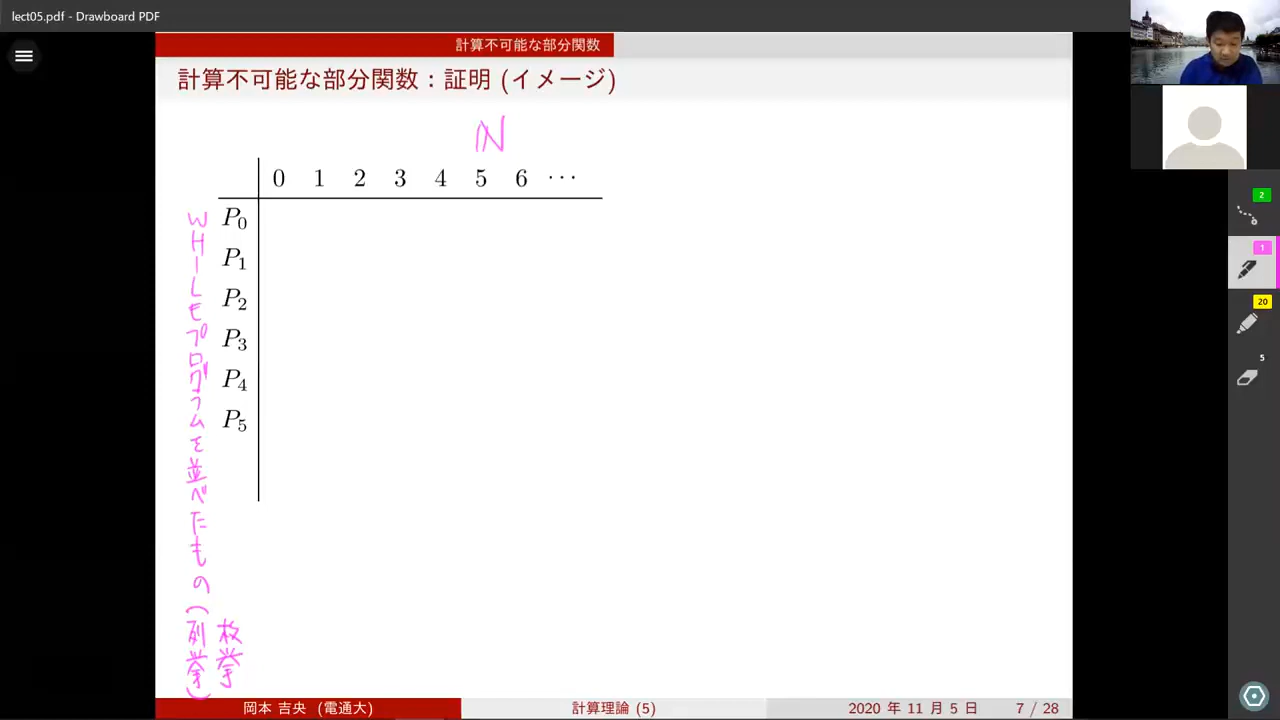 lect05.pdf - Drawboard PDF
計算不可能な部分関数
計算不可能な部分関数：証明 (イメージ)
ℕ
0 1 2 3 4 5 6 ···
P0
P1
P2
P3
P4
P5
WHILEプログラムを並べたもの(列挙)
枚挙
2
1
20
5
岡本 吉央 (電通大)
計算理論 (5)
2020 年 11 月 5 日
7 / 28